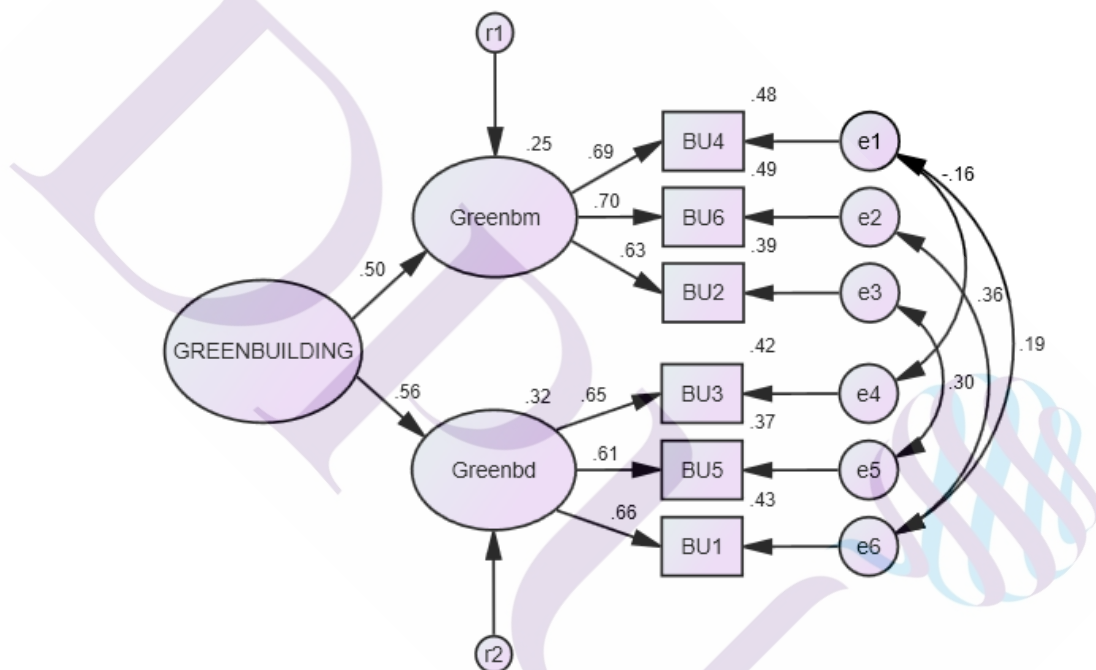 r1
.48
.25
.69
BU4
e1
-.16
.49
Greenbm
.70
BU6
e2
.39
.63
.50
BU2
e3
.36
GREENBUILDING
.42
.19
.56
.32
.65
BU3
e4
.30
.37
Greenbd
.61
BU5
e5
.43
.66
BU1
e6
r2